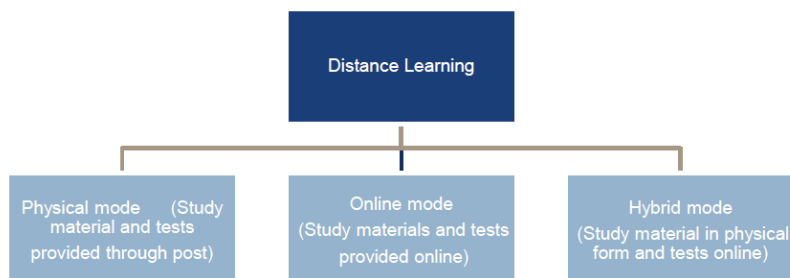 Distance Learning
Physical mode (Study
material and tests
provided through post)
Online mode
(Study materials and tests
provided online)
Hybrid mode
(Study material in physical
form and tests online)